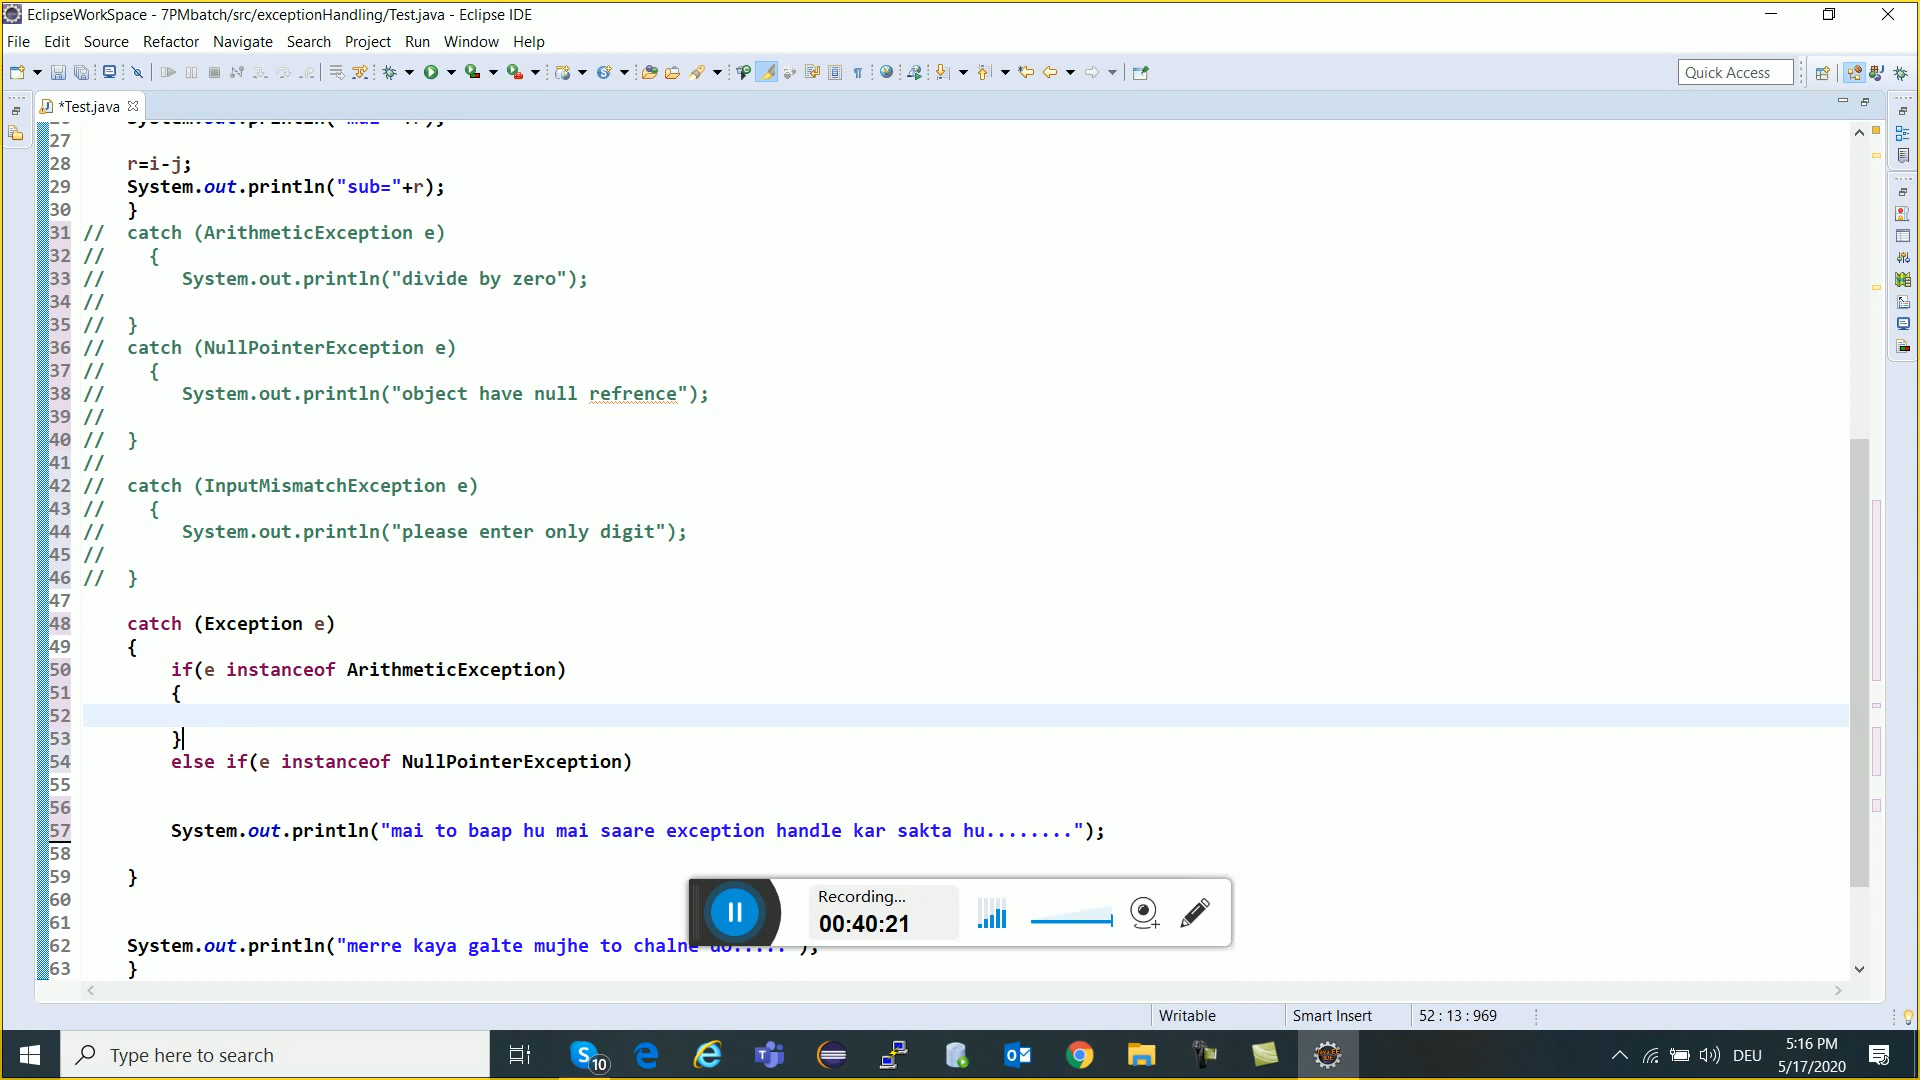 EclipseWorkSpace - 7PMbatch/src/exceptionHandling/Test.java - Eclipse IDE
File Edit Source Refactor Navigate Search Project Run Window Help
Quick Access
*Test.java
27
28 r=i-j;
29 System.out.println("sub="+r);
30 }
31 // catch (ArithmeticException e)
32 // {
33 // System.out.println("divide by zero");
34 //
35 // }
36 // catch (NullPointerException e)
37 // {
38 // System.out.println("object have null refrence");
39 //
40 // }
41 //
42 // catch (InputMismatchException e)
43 // {
44 // System.out.println("please enter only digit");
45 //
46 // }
47
48 catch (Exception e)
49 {
50 if(e instanceof ArithmeticException)
51 {
52
53 }
54 else if(e instanceof NullPointerException)
55
56
57 System.out.println("mai to baap hu mai saare exception handle kar sakta hu........");
58
59 }
60
61
62 System.out.println("merre kaya galte mujhe to chalne
63 }
Recording...
00:40:21
Writable Smart Insert 52 : 13 : 969
Type here to search
10
DEU
5:16 PM
5/17/2020